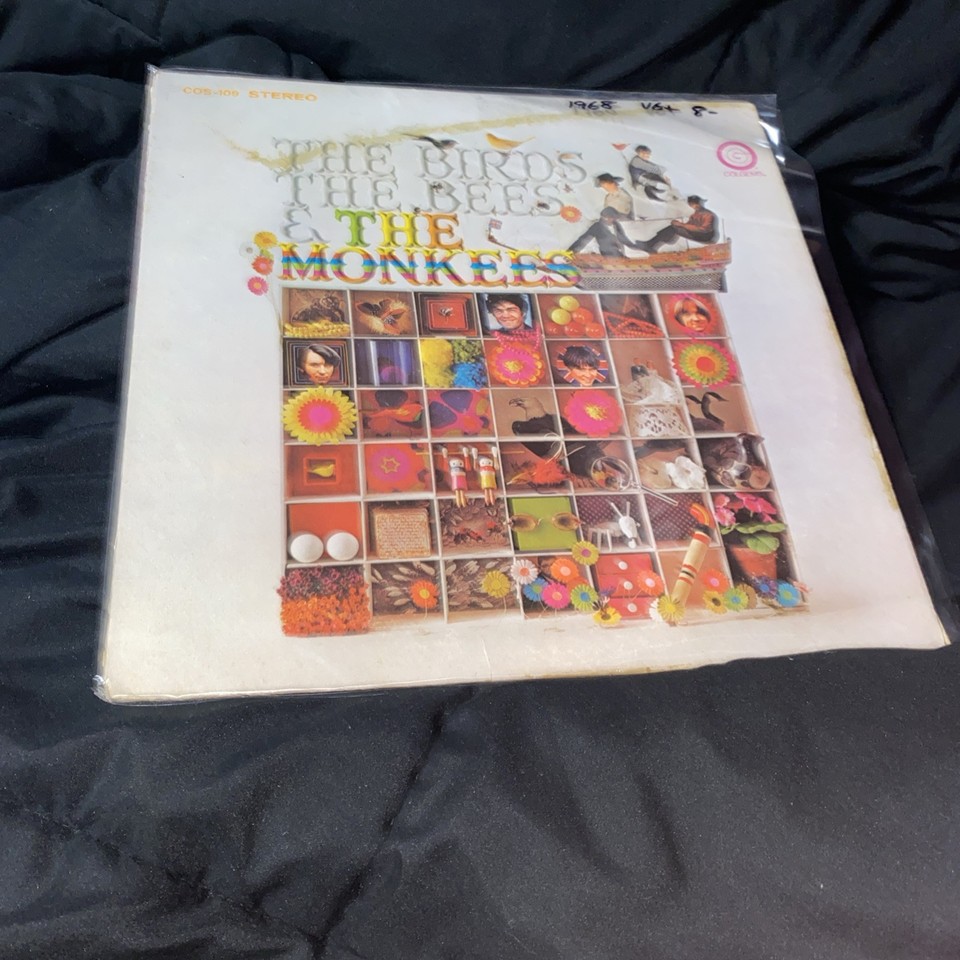 COS-109 STEREO
1968 VG+ 8-
THE BIRDS
THE BEES
& THE
MONKEES
G
COLGEMS